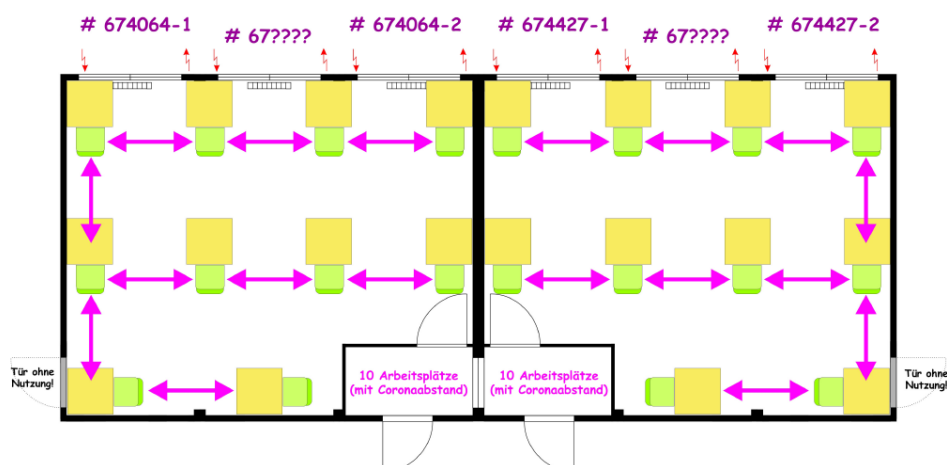 # 674064-1
# 67????
# 674064-2
# 674427-1
# 67????
# 674427-2
Tür ohne
Nutzung!
10 Arbeitsplätze
(mit Coronaabstand)
10 Arbeitsplätze
(mit Coronaabstand)
Tür ohne
Nutzung!